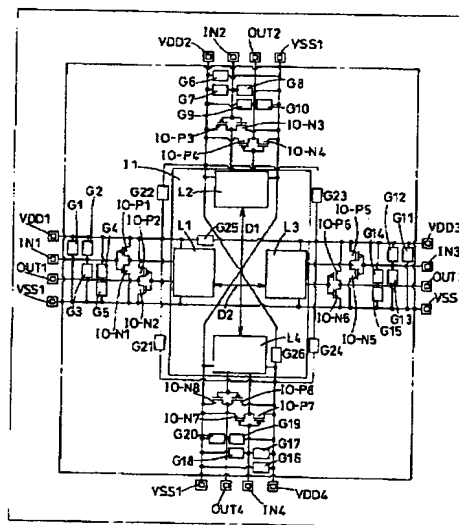 IN2 OUT2
VDD2 VSS1
G6 G8
G7
G9 G10
IO-P3 IO-N3
IO-P4 IO-N4
I1
G22 L2 G23
IO-P1 IO-P5
G1 G2 G4 IO-P2 L1 G25 D1 L3 IO-P6 G14 G12 G11
VDD1 VDD3
IN1 IN3
OUT1
VSS1 VSS
G3 G5 IO-N1 IO-N2 D2 IO-N6 IO-N5 G15 G13
G21 L4 G26 G24
IO-N8 IO-P8
IO-N7 IO-P7
G20 G19
G18 G17
G16
VSS1 VDD4
OUT4 IN4